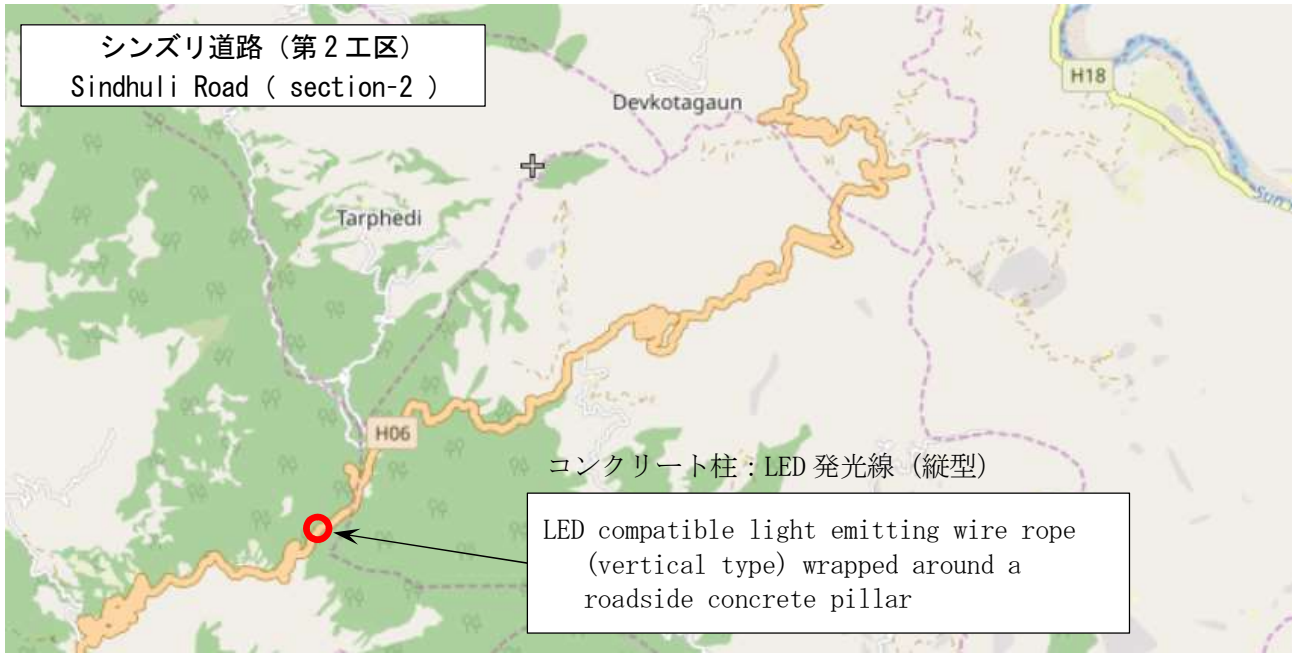 シンズリ道路（第２工区）
Sindhuli Road ( section-2 )
Devkotagaun
H18
Sun
Tarphedi
H06
コンクリート柱：LED 発光線（縦型）
LED compatible light emitting wire rope
(vertical type) wrapped around a
roadside concrete pillar